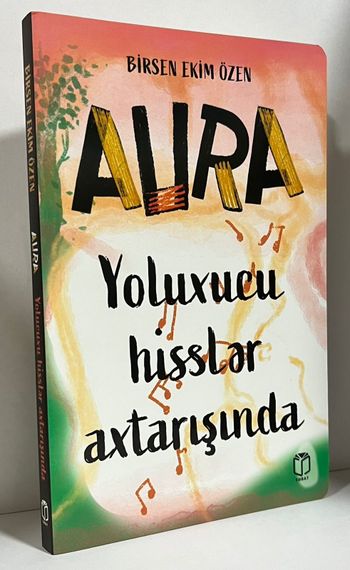 BİRSEN EKİM ÖZEN
AURA
Yoluxucu
hisslər
axtarışında
BİRSEN EKİM ÖZEN
AURA
Yoluxucu hisslər axtarışında